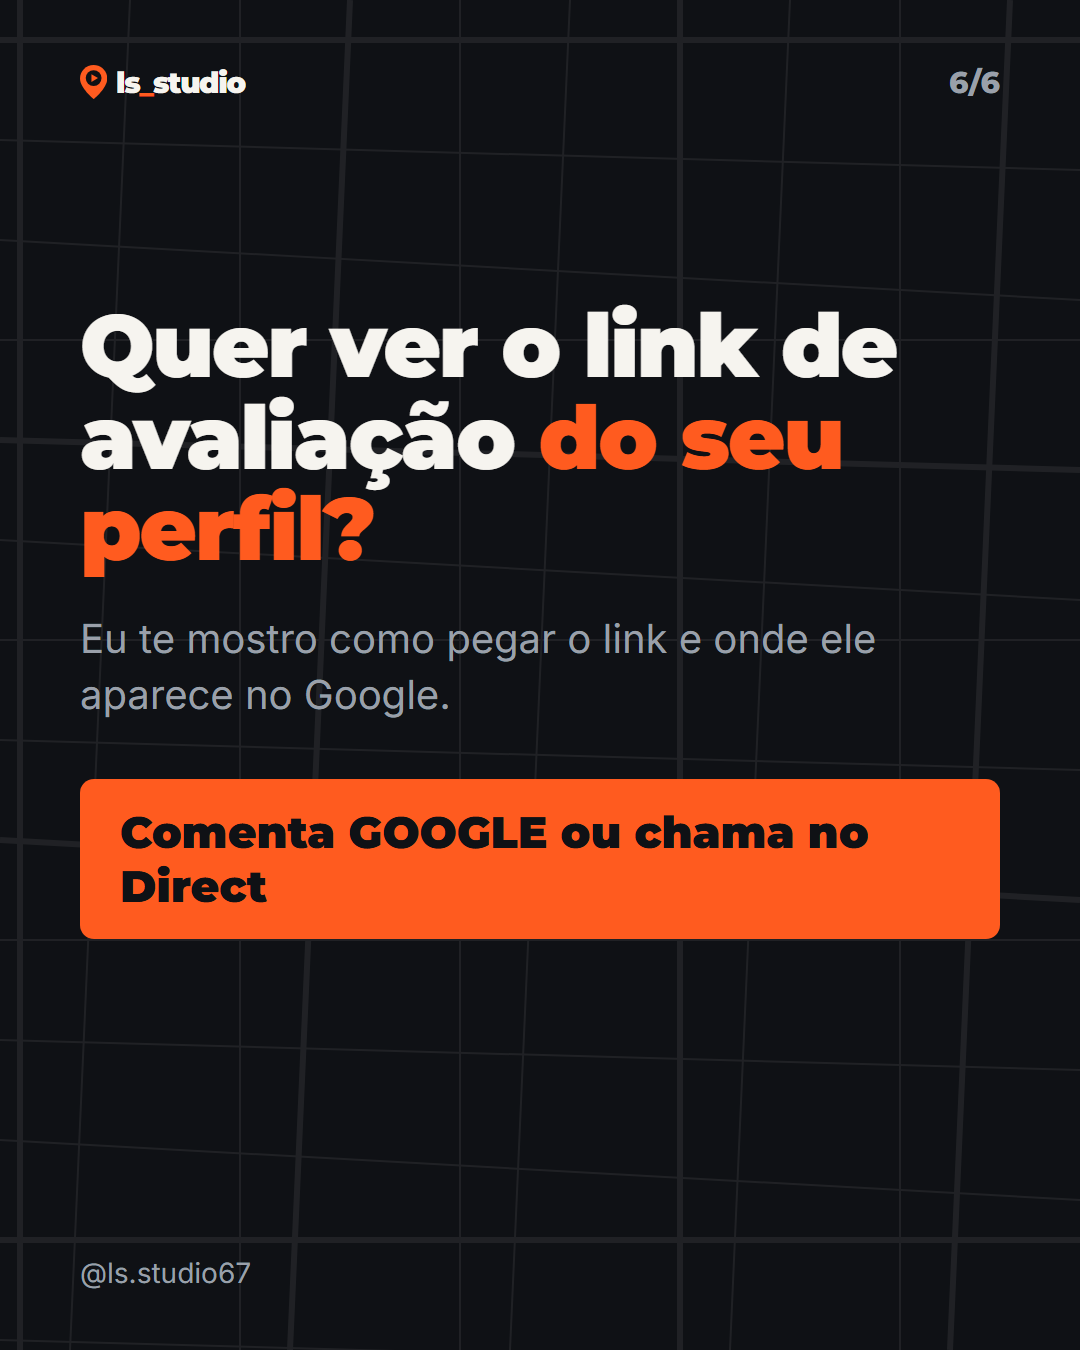 ls_studio
6/6
Quer ver o link de
avaliação do seu
perfil?
Eu te mostro como pegar o link e onde ele
aparece no Google.
Comenta GOOGLE ou chama no
Direct
@ls.studio67